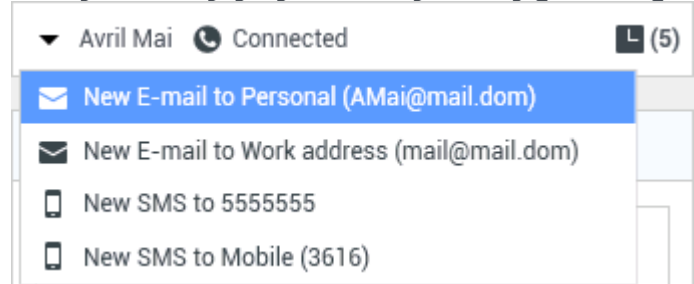 Avril Mai Connected (5)
New E-mail to Personal (AMai@mail.dom)
New E-mail to Work address (mail@mail.dom)
New SMS to 5555555
New SMS to Mobile (3616)